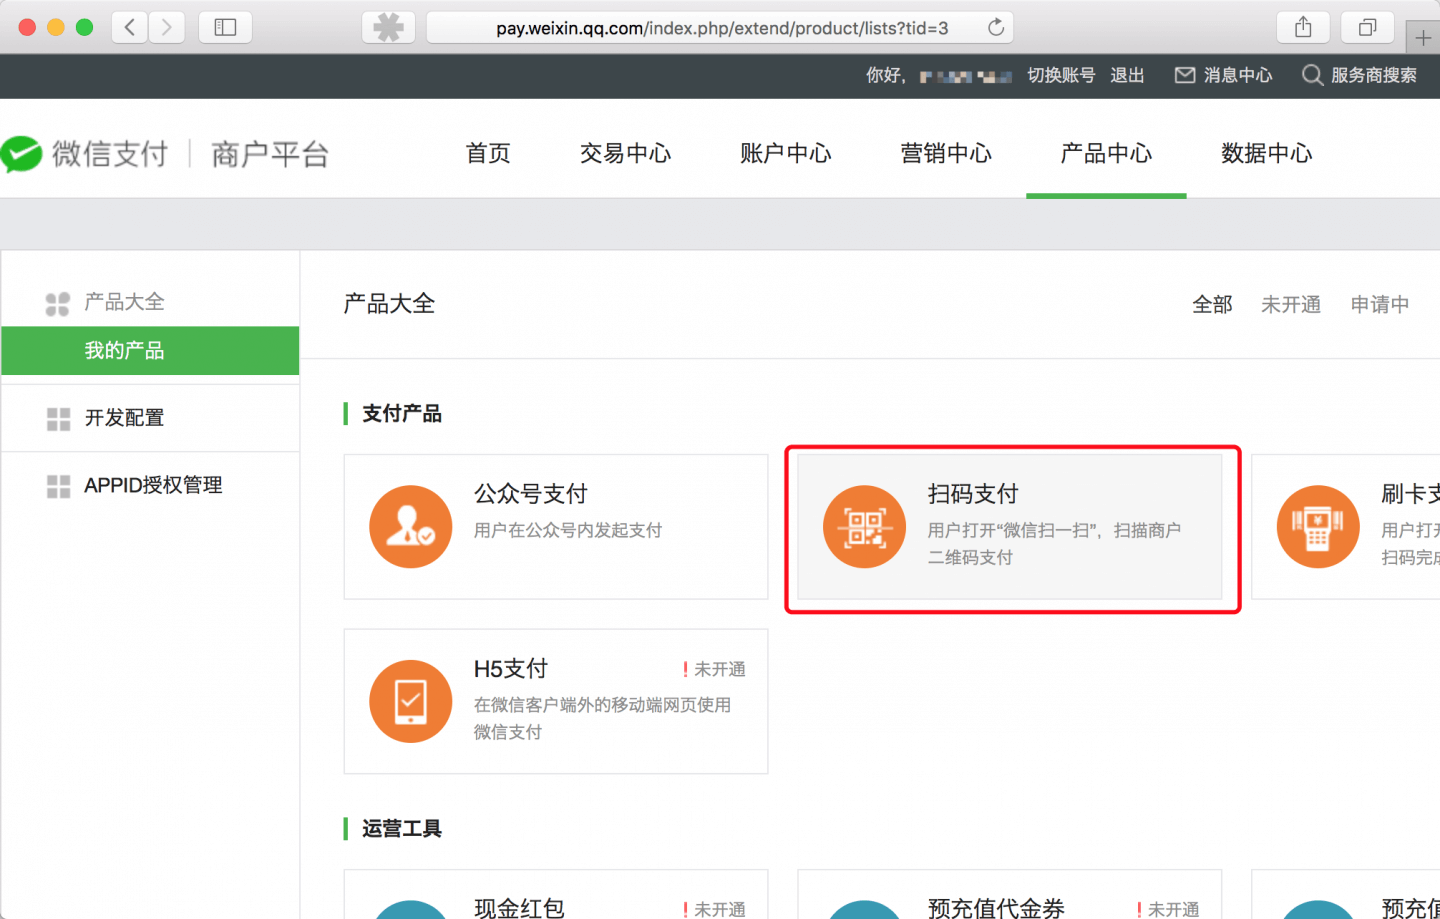 pay.weixin.qq.com/index.php/extend/product/lists?tid=3
你好，
切换账号 退出 消息中心 服务商搜索
微信支付 商户平台
首页 交易中心 账户中心 营销中心 产品中心 数据中心
产品大全
我的产品
开发配置
APPID授权管理
产品大全
全部 未开通 申请中
支付产品
公众号支付
用户在公众号内发起支付
扫码支付
用户打开“微信扫一扫”，扫描商户
二维码支付
刷卡支
用户打开
扫码完成
H5支付
! 未开通
在微信客户端外的移动端网页使用
微信支付
运营工具
现金红包
! 未开通
预充值代金券
! 未开通
预充值